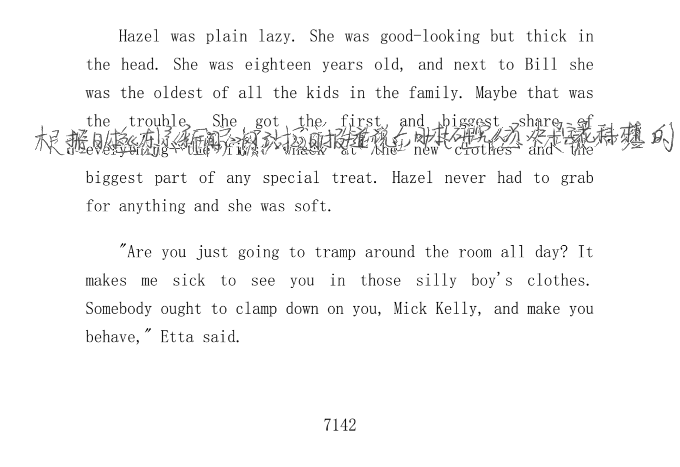 Hazel was plain lazy. She was good-looking but thick in
the head. She was eighteen years old, and next to Bill she
was the oldest of all the kids in the family. Maybe that was
the trouble. She got the first and biggest share of
根据日
everything the first whack at the new clothes and the
biggest part of any special treat. Hazel never had to grab
for anything and she was soft.
"Are you just going to tramp around the room all day? It
makes me sick to see you in those silly boy's clothes.
Somebody ought to clamp down on you, Mick Kelly, and make you
behave," Etta said.
7142